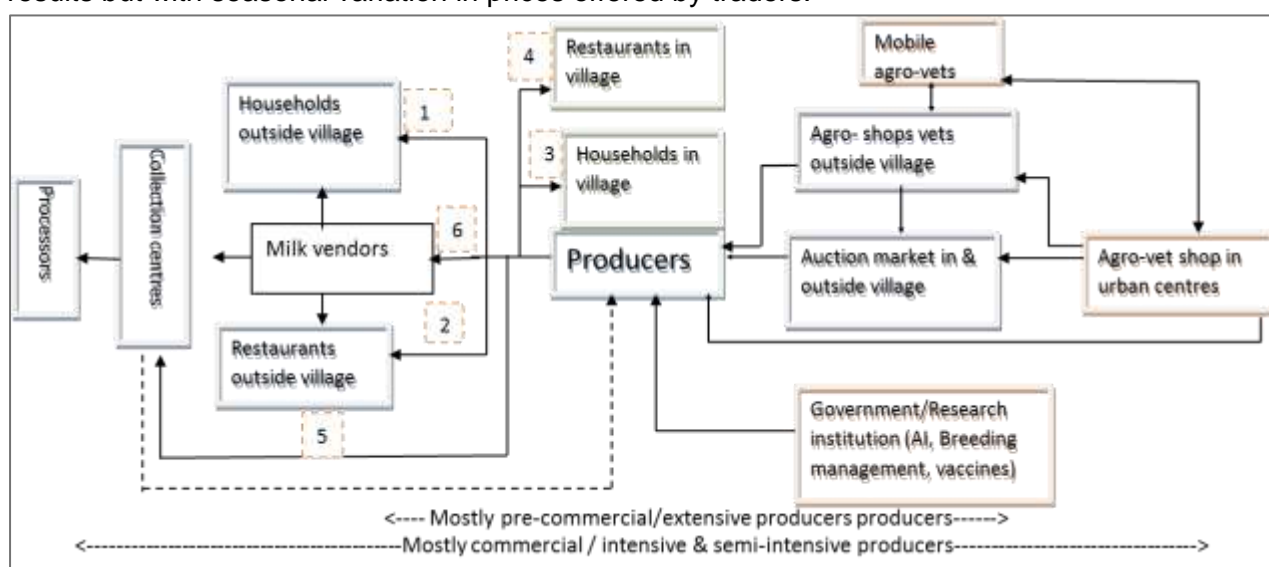 results but with seasonal variation in prices offered by traders.
4
Restaurants in
village
Mobile
agro-vets
Households
outside village
1
Agro- shops vets
outside village
3
Households in
village
Processors
Collection centres
Milk vendors
6
Producers
Auction market in &
outside village
Agro-vet shop in
urban centres
2
Restaurants
outside village
5
Government/Research
institution (AI, Breeding
management, vaccines)
<---- Mostly pre-commercial/extensive producers producers------>
<----------------------------------------Mostly commercial / intensive & semi-intensive producers------------------------------->